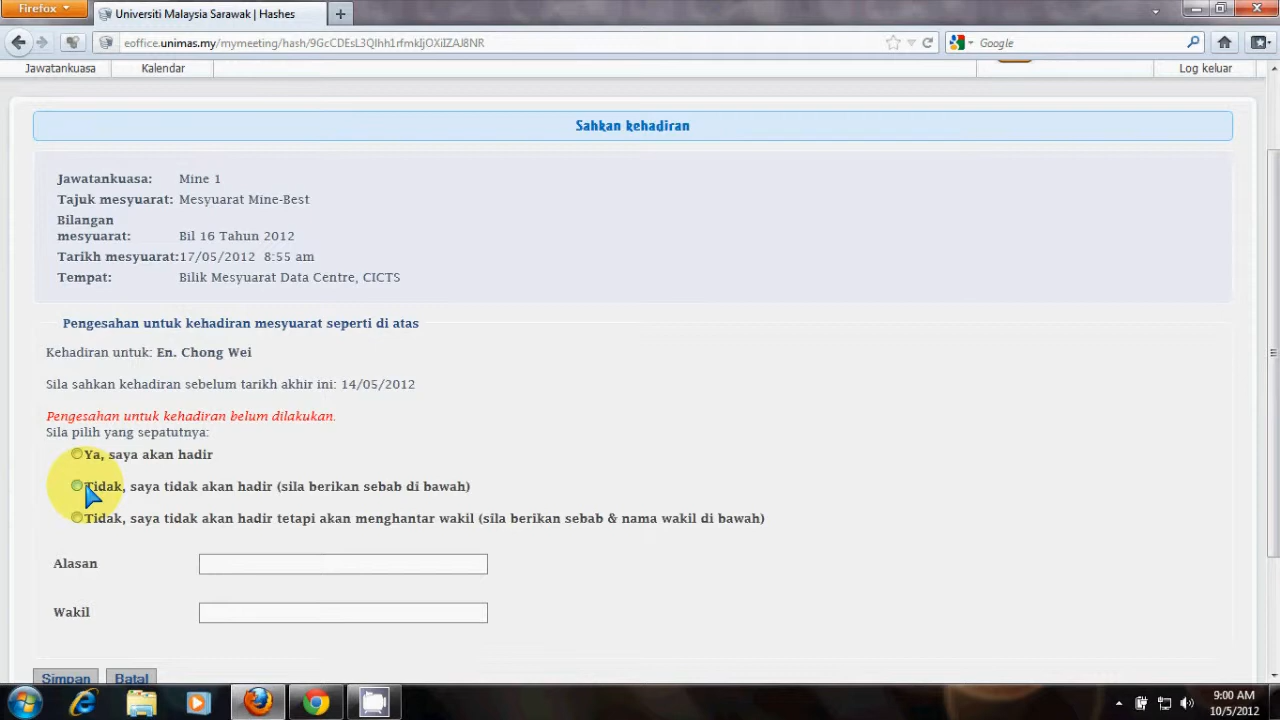 Firefox
Universiti Malaysia Sarawak | Hashes
eoffice.unimas.my/mymeeting/hash/9GcCDEsL3QIhh1rfmkIjOXiIZAJ8NR
Google
Jawatankuasa
Kalendar
Log keluar
Sahkan kehadiran
Jawatankuasa: Mine 1
Tajuk mesyuarat: Mesyuarat Mine-Best
Bilangan
mesyuarat: Bil 16 Tahun 2012
Tarikh mesyuarat:17/05/2012 8:55 am
Tempat: Bilik Mesyuarat Data Centre, CICTS
Pengesahan untuk kehadiran mesyuarat seperti di atas
Kehadiran untuk: En. Chong Wei
Sila sahkan kehadiran sebelum tarikh akhir ini: 14/05/2012
Pengesahan untuk kehadiran belum dilakukan.
Sila pilih yang sepatutnya:
Ya, saya akan hadir
Tidak, saya tidak akan hadir (sila berikan sebab di bawah)
Tidak, saya tidak akan hadir tetapi akan menghantar wakil (sila berikan sebab & nama wakil di bawah)
Alasan
Wakil
Simpan
Batal
9:00 AM
10/5/2012